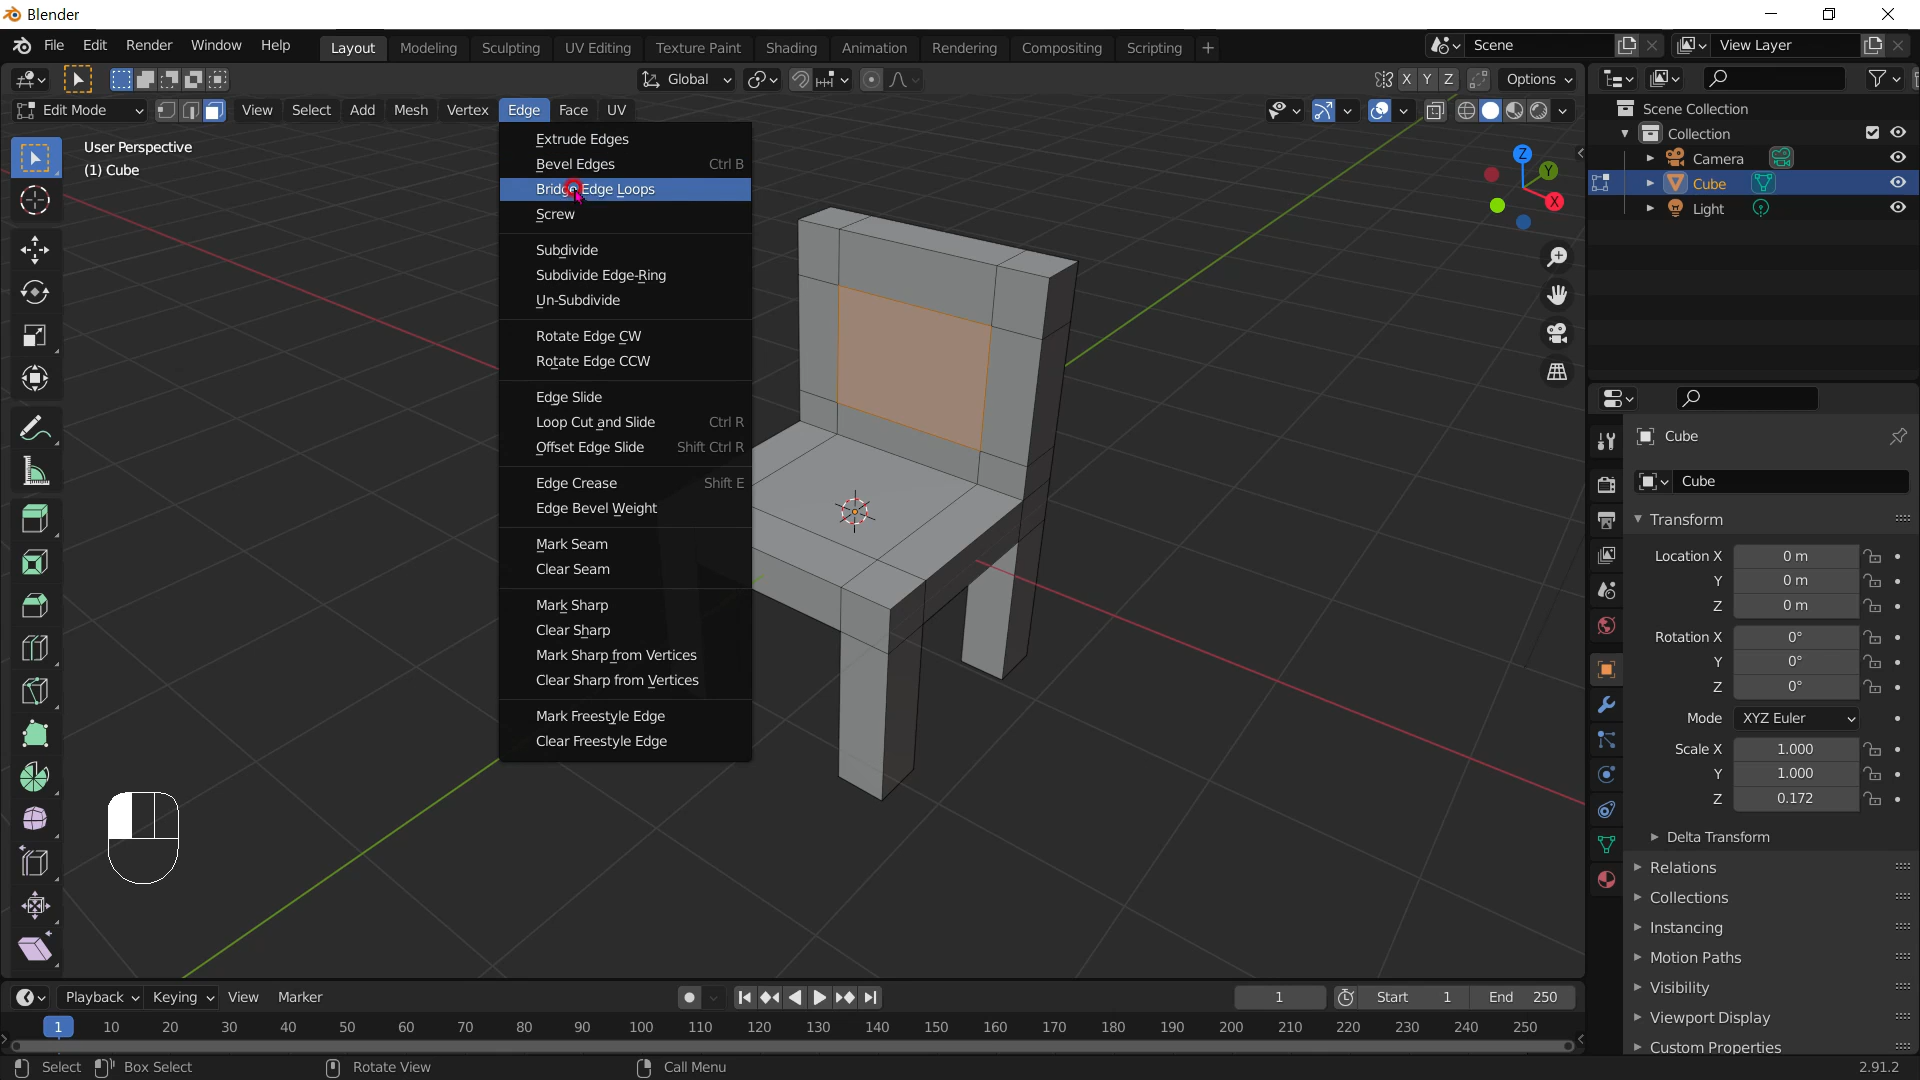 Blender
File Edit Render Window Help Layout Modeling Sculpting UV Editing Texture Paint Shading Animation Rendering Compositing Scripting + Scene View Layer
Global X Y Z Options
Edit Mode View Select Add Mesh Vertex Edge Face UV
User Perspective
(1) Cube
Extrude Edges
Bevel Edges Ctrl B
Bridge Edge Loops
Screw
Subdivide
Subdivide Edge-Ring
Un-Subdivide
Rotate Edge CW
Rotate Edge CCW
Edge Slide
Loop Cut and Slide Ctrl R
Offset Edge Slide Shift Ctrl R
Edge Crease Shift E
Edge Bevel Weight
Mark Seam
Clear Seam
Mark Sharp
Clear Sharp
Mark Sharp from Vertices
Clear Sharp from Vertices
Mark Freestyle Edge
Clear Freestyle Edge
Z
Y
X
Scene Collection
Collection
Camera
Cube
Light
Cube
Cube
Transform
Location X 0 m
Y 0 m
Z 0 m
Rotation X 0°
Y 0°
Z 0°
Mode XYZ Euler
Scale X 1.000
Y 1.000
Z 0.172
Delta Transform
Relations
Collections
Instancing
Motion Paths
Visibility
Viewport Display
Custom Properties
Playback Keying View Marker 1 Start 1 End 250
1 10 20 30 40 50 60 70 80 90 100 110 120 130 140 150 160 170 180 190 200 210 220 230 240 250
Select Box Select Rotate View Call Menu 2.91.2